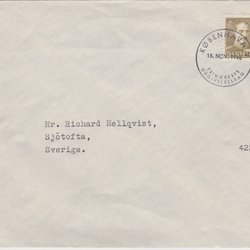 KØBENHAVN
18. NOV.
Hr. Richard Hellqvist,
Sjötofta,
Sverige.
42